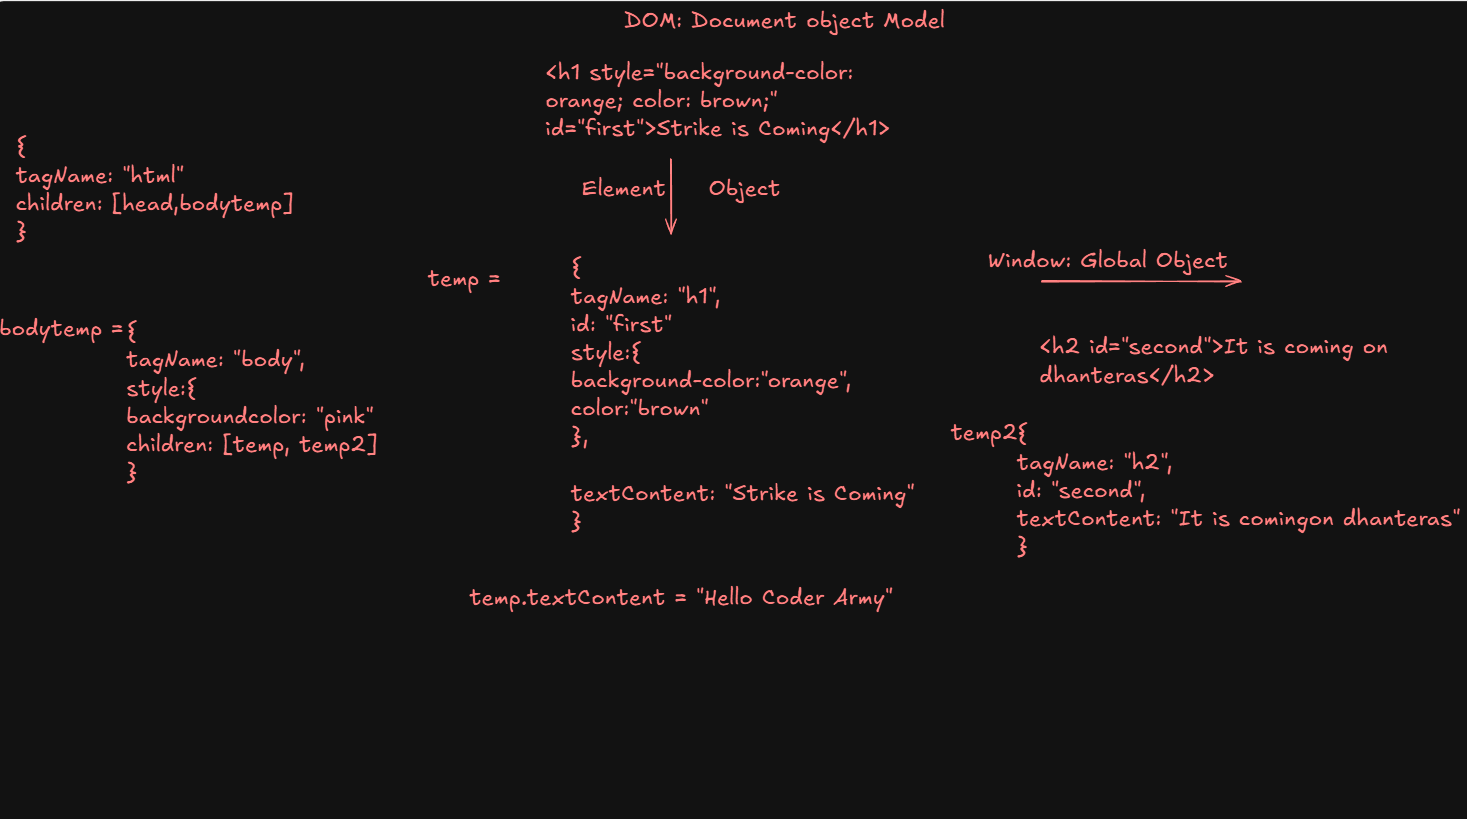 DOM: Document object Model
<h1 style="background-color:
orange; color: brown;"
id="first">Strike is Coming</h1>
Element
Object
{
tagName: "html"
children: [head,bodytemp]
}
bodytemp ={
tagName: "body",
style:{
backgroundcolor: "pink"
children: [temp, temp2]
}
temp =
{
tagName: "h1",
id: "first"
style:{
background-color:"orange",
color:"brown"
},
textContent: "Strike is Coming"
}
temp.textContent = "Hello Coder Army"
Window: Global Object
<h2 id="second">It is coming on
dhanteras</h2>
temp2{
tagName: "h2",
id: "second",
textContent: "It is comingon dhanteras"
}